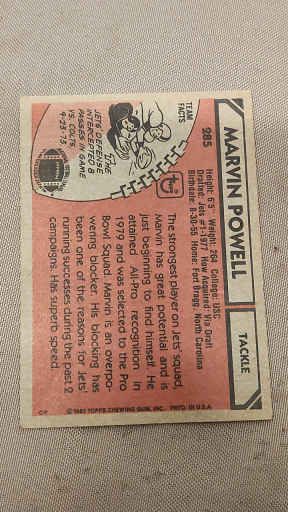 285
MARVIN POWELL
TACKLE
Height: 6'5" Weight: 264 College: USC
Drafted: Jets #1-1977 How Acquired: Via Draft
Birthdate: 8-30-55 Home: Fort Bragg, North Carolina
TEAM
FACTS
THE
JETS DEFENSE
INTERCEPTED 8
PASSES IN GAME
VS. COLTS,
9-23-73.
The strongest player on Jets' squad,
Marvin has great potential and is
just beginning to find himself. He
attained All-Pro recognition in
1979 and was selected to the Pro
Bowl Squad. Marvin is an overpo-
wering blocker. His blocking has
been one of the reasons for Jets'
running successes during the past 2
campaigns. Has superb speed.
TOPPS CHEWING GUM, INC. PRTD. IN U.S.A.